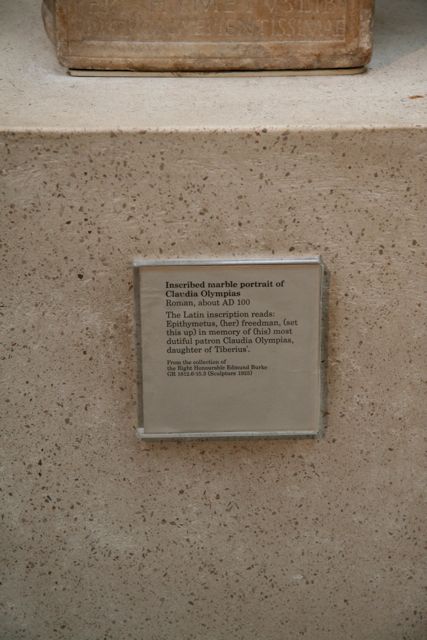 Inscribed marble portrait of
Claudia Olympias
Roman, about AD 100
The Latin inscription reads:
Epithymetus, (her) freedman, (set
this up) in memory of (his) most
dutiful patron Claudia Olympias,
daughter of Tiberius'.
From the collection of
the Right Honourable Edmund Burke
GR 1812.6-15.3 (Sculpture 1925)